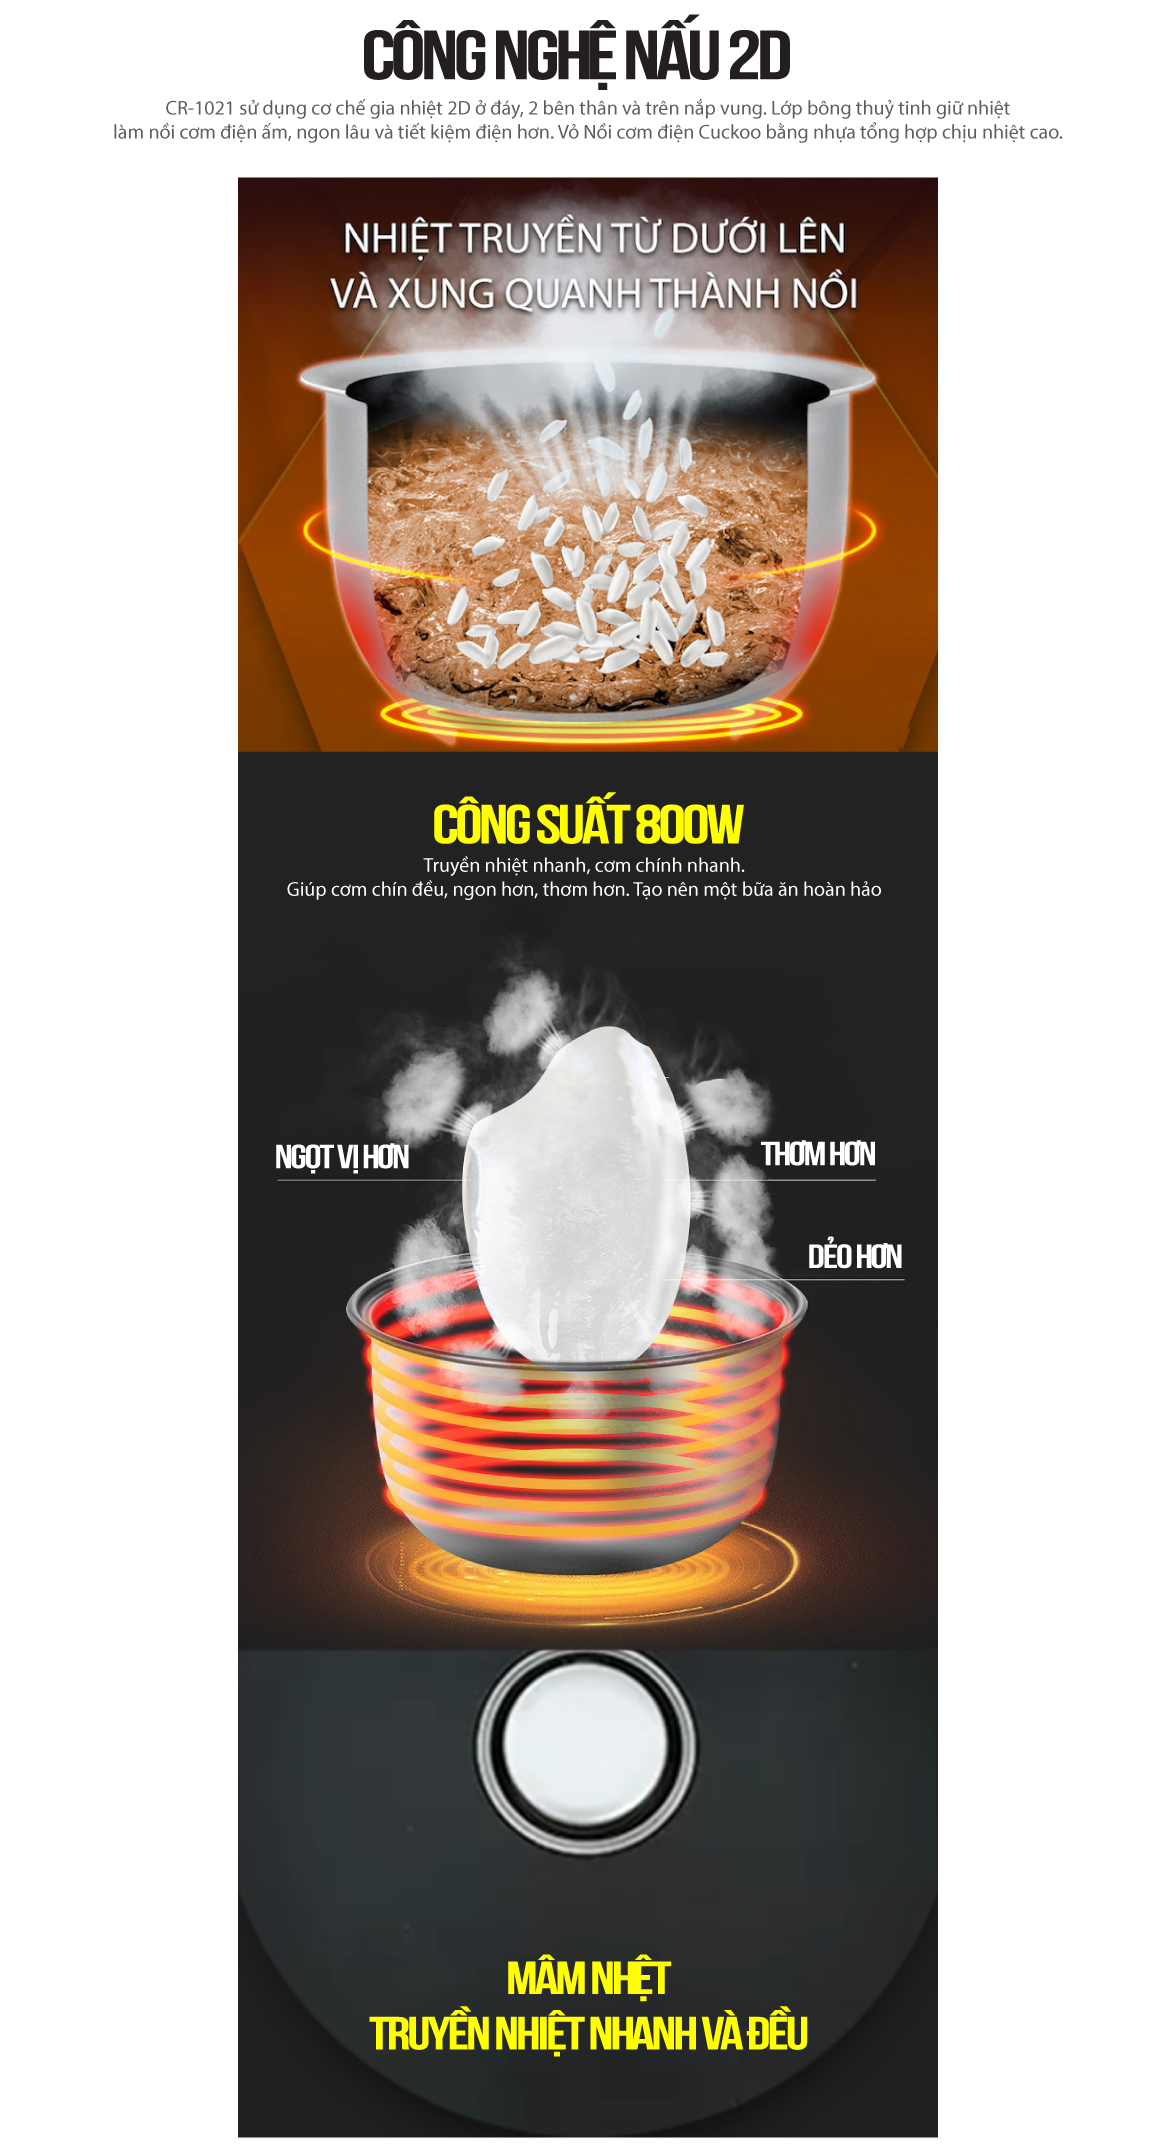 CÔNG NGHỆ NẤU 2D
CR-1021 sử dụng cơ chế gia nhiệt 2D ở đáy, 2 bên thân và trên nắp vung. Lớp bông thuỷ tinh giữ nhiệt
làm nồi cơm điện ấm, ngon lâu và tiết kiệm điện hơn. Vỏ Nồi cơm điện Cuckoo bằng nhựa tổng hợp chịu nhiệt cao.
NHIỆT TRUYỀN TỪ DƯỚI LÊN
VÀ XUNG QUANH THÀNH NỒI
CÔNG SUẤT 800W
Truyền nhiệt nhanh, cơm chính nhanh.
Giúp cơm chín đều, ngon hơn, thơm hơn. Tạo nên một bữa ăn hoàn hảo
NGỌT VỊ HƠN
THƠM HƠN
DẺO HƠN
MÂM NHỆT
TRUYỀN NHIỆT NHANH VÀ ĐỀU